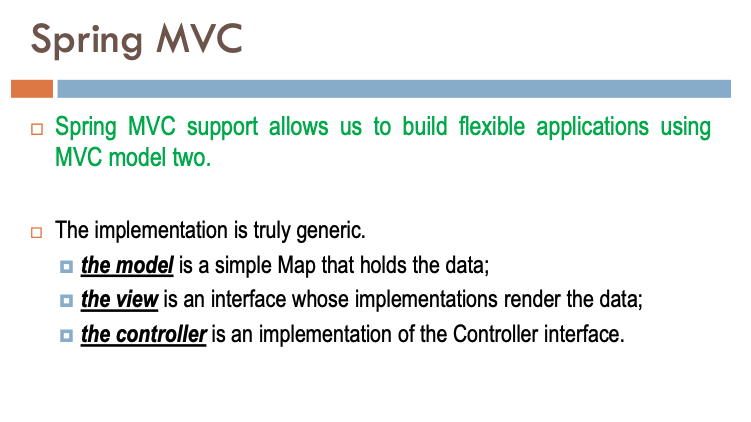 Spring MVC
Spring MVC support allows us to build flexible applications using
MVC model two.
The implementation is truly generic.
the model is a simple Map that holds the data;
the view is an interface whose implementations render the data;
the controller is an implementation of the Controller interface.